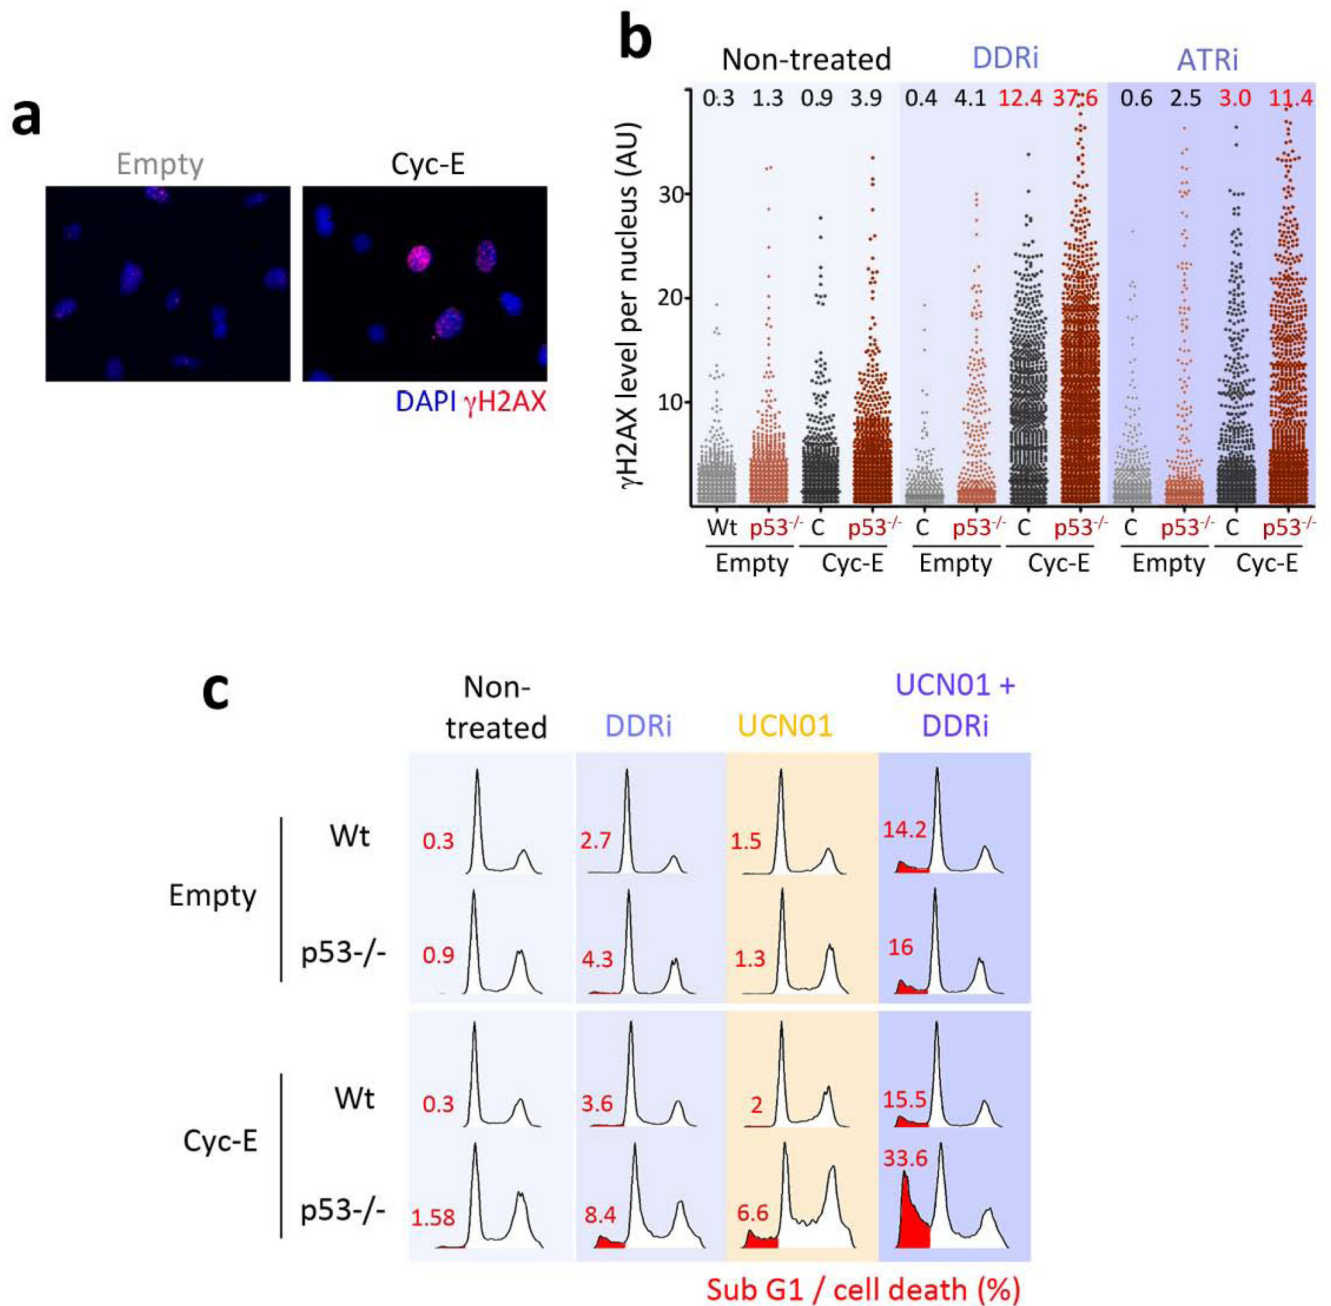 a
Empty Cyc-E
DAPI γH2AX
b
Non-treated DDRi ATRi
0.3 1.3 0.9 3.9 0.4 4.1 12.4 37.6 0.6 2.5 3.0 11.4
γH2AX level per nucleus (AU)
30
20
10
Wt p53-/- C p53-/- C p53-/- C p53-/- C p53-/- C p53-/-
Empty Cyc-E Empty Cyc-E Empty Cyc-E
c
Non-
treated
DDRi
UCN01
UCN01 +
DDRi
Empty
Wt
0.3 2.7 1.5 14.2
p53-/-
0.9 4.3 1.3 16
Cyc-E
Wt
0.3 3.6 2 15.5
p53-/-
1.58 8.4 6.6 33.6
Sub G1 / cell death (%)